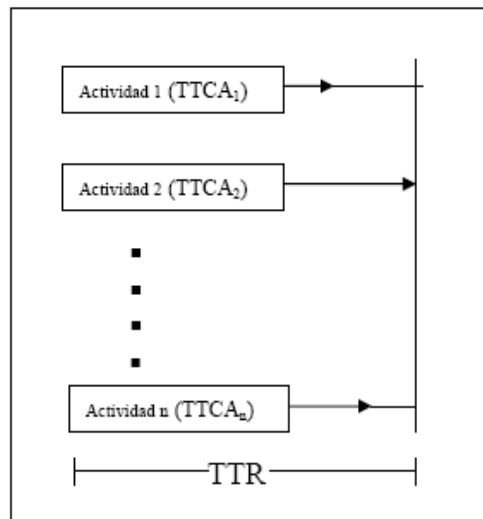 Actividad 1 (TTCA₁)
Actividad 2 (TTCA₂)
Actividad n (TTCAₙ)
TTR